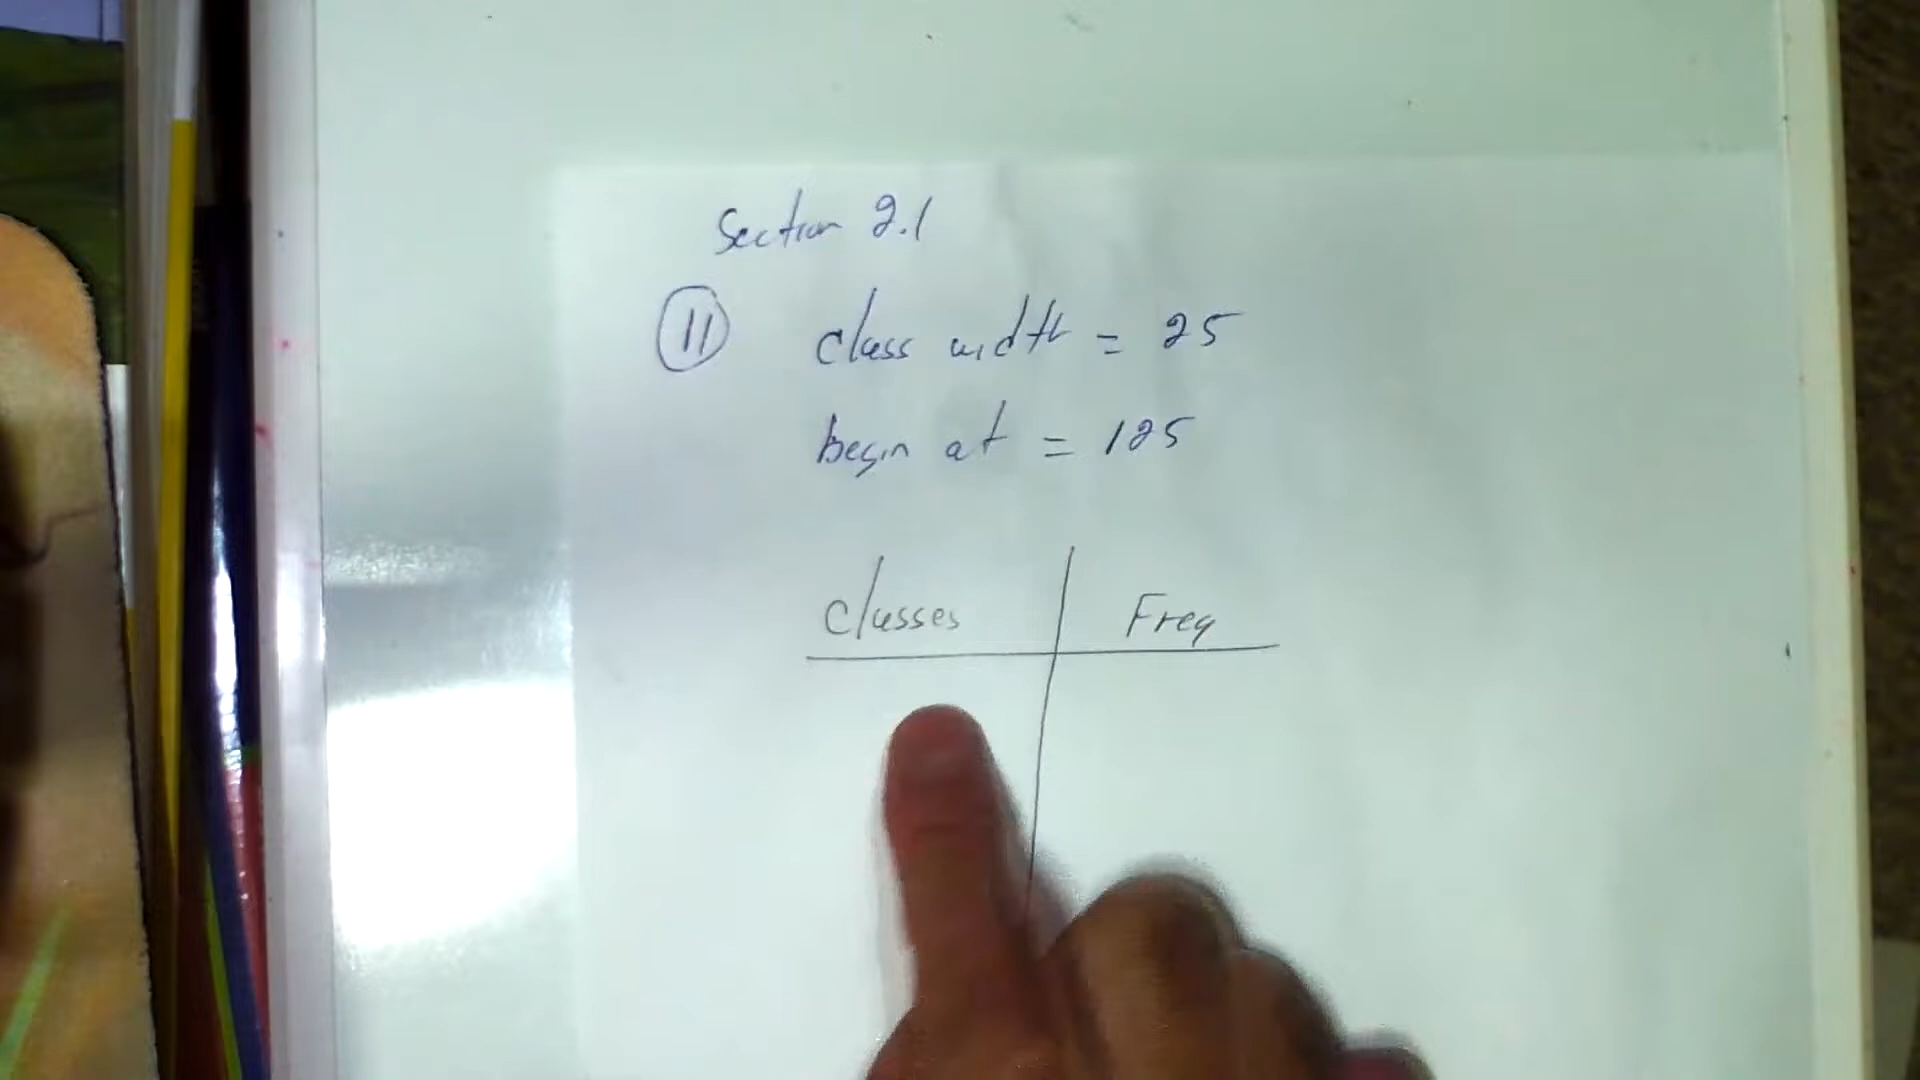 Section 2.1
11 class width = 25
begin at = 125
Classes Freq